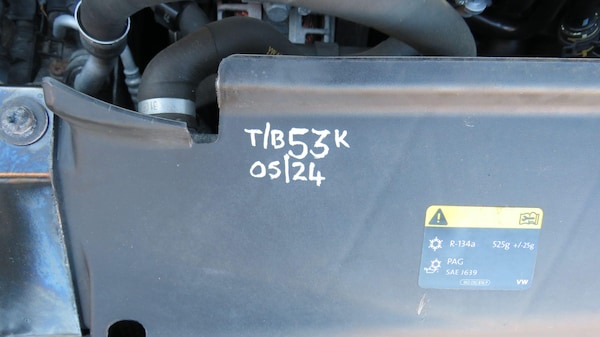 T/B53K
05/24
R-134a 525g +/-25g
PAG
SAE J639
VW